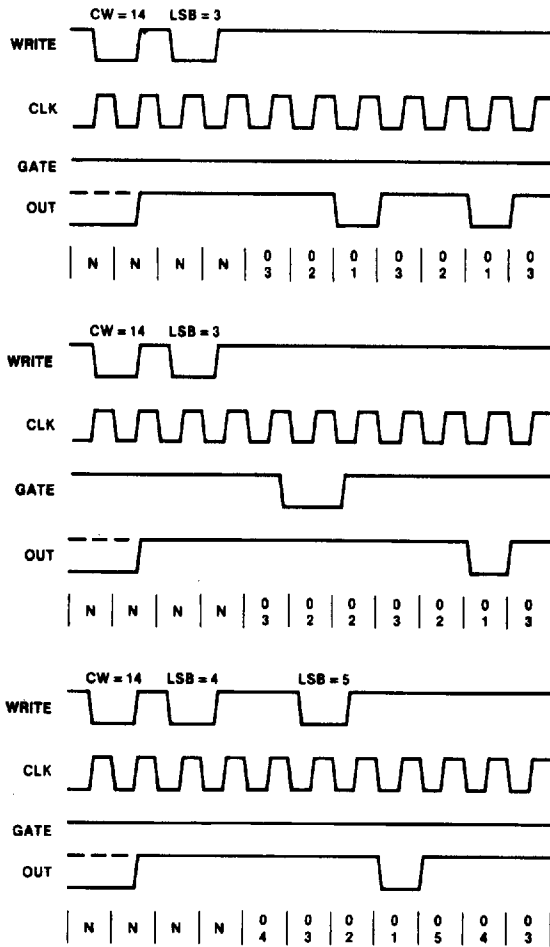 CW = 14 LSB = 3
WRITE
CLK
GATE
OUT
N N N N 0 0 0 0 0 0 0
3 2 1 3 2 1 3
CW = 14 LSB = 3
WRITE
CLK
GATE
OUT
N N N N 0 0 0 0 0 0 0
3 2 2 3 2 1 3
CW = 14 LSB = 4 LSB = 5
WRITE
CLK
GATE
OUT
N N N N 0 0 0 0 0 0 0
4 3 2 1 5 4 3